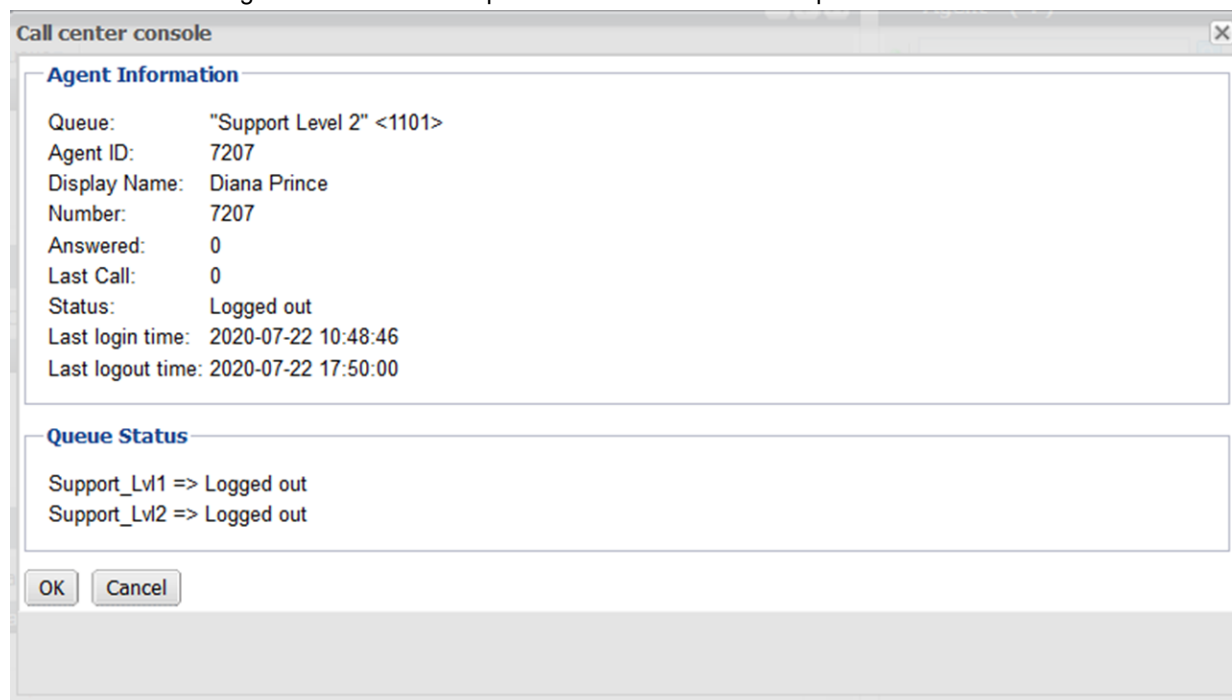 Call center console
Agent Information
Queue: "Support Level 2" <1101>
Agent ID: 7207
Display Name: Diana Prince
Number: 7207
Answered: 0
Last Call: 0
Status: Logged out
Last login time: 2020-07-22 10:48:46
Last logout time: 2020-07-22 17:50:00
Queue Status
Support_Lvl1 => Logged out
Support_Lvl2 => Logged out
OK Cancel